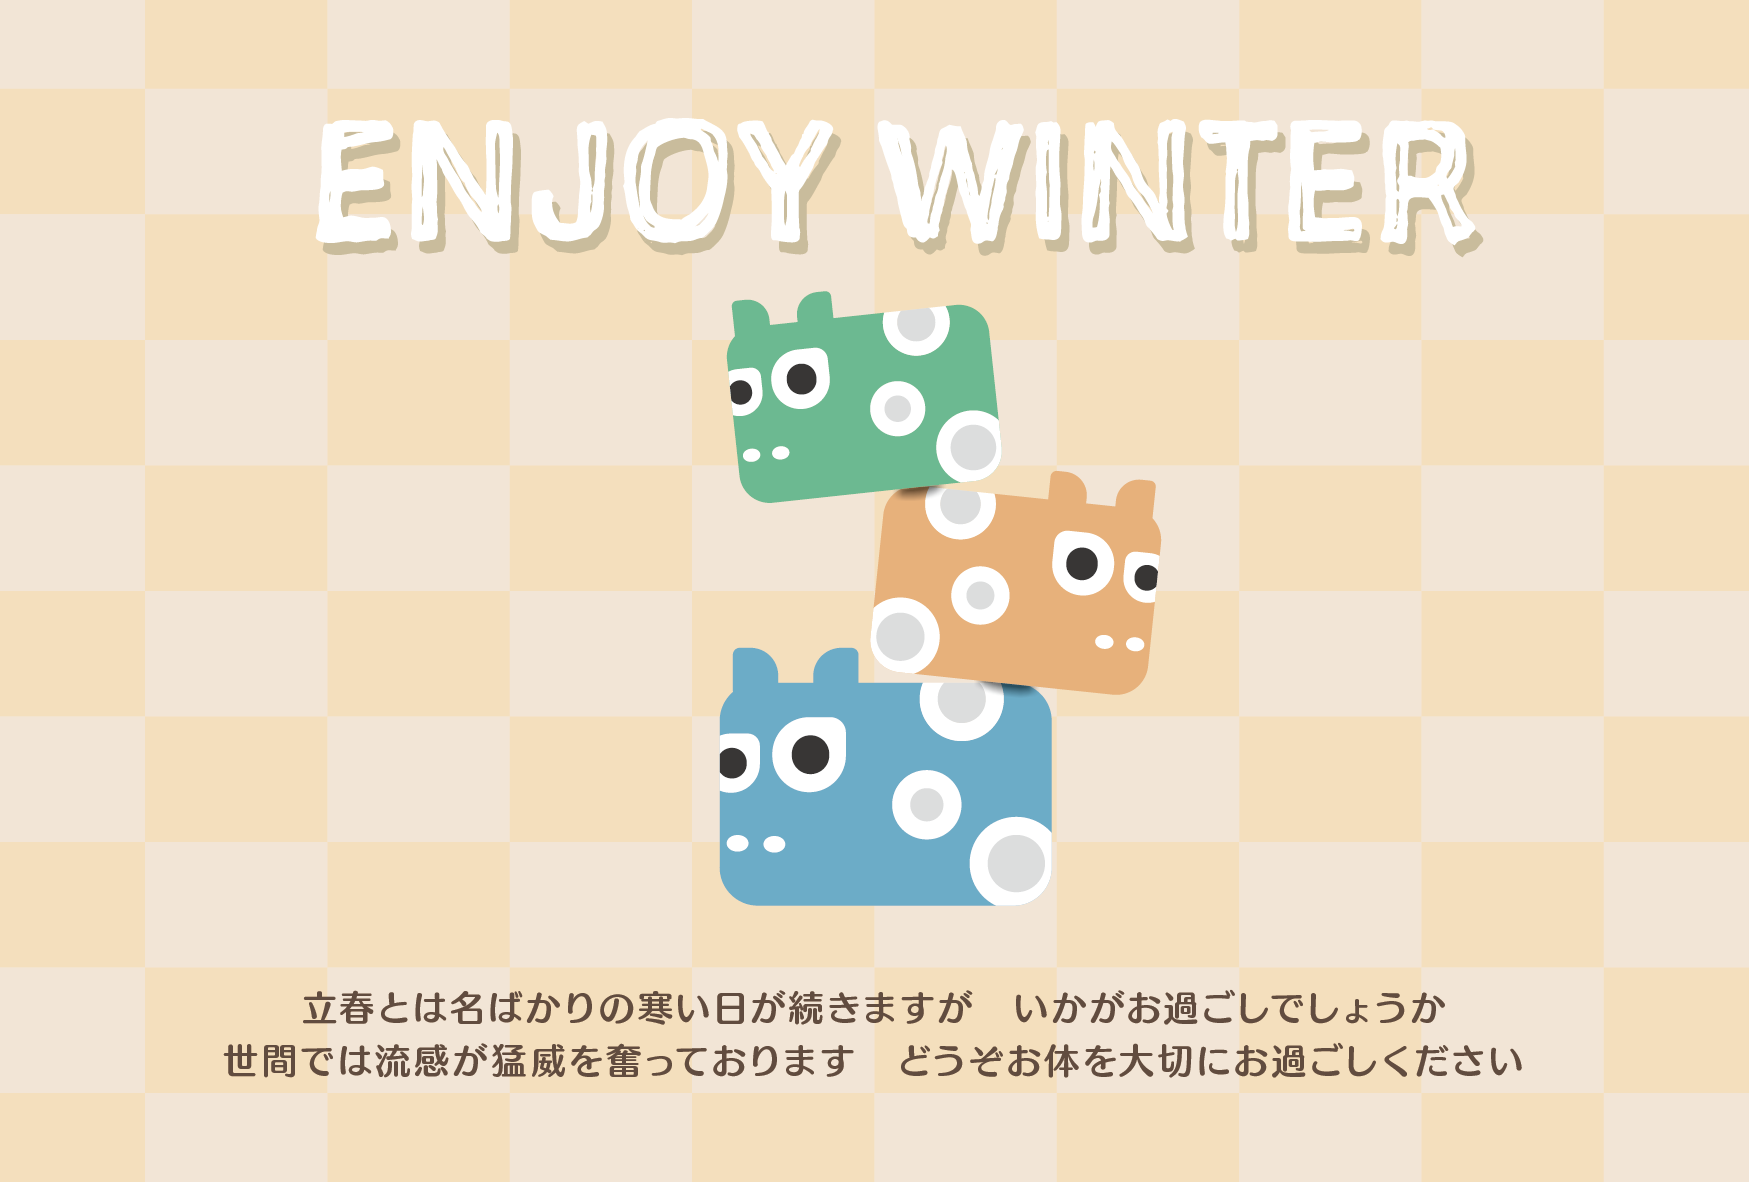 ENJOY WINTER
立春とは名ばかりの寒い日が続きますが　いかがお過ごしでしょうか
世間では流感が猛威を奮っております　どうぞお体を大切にお過ごしください